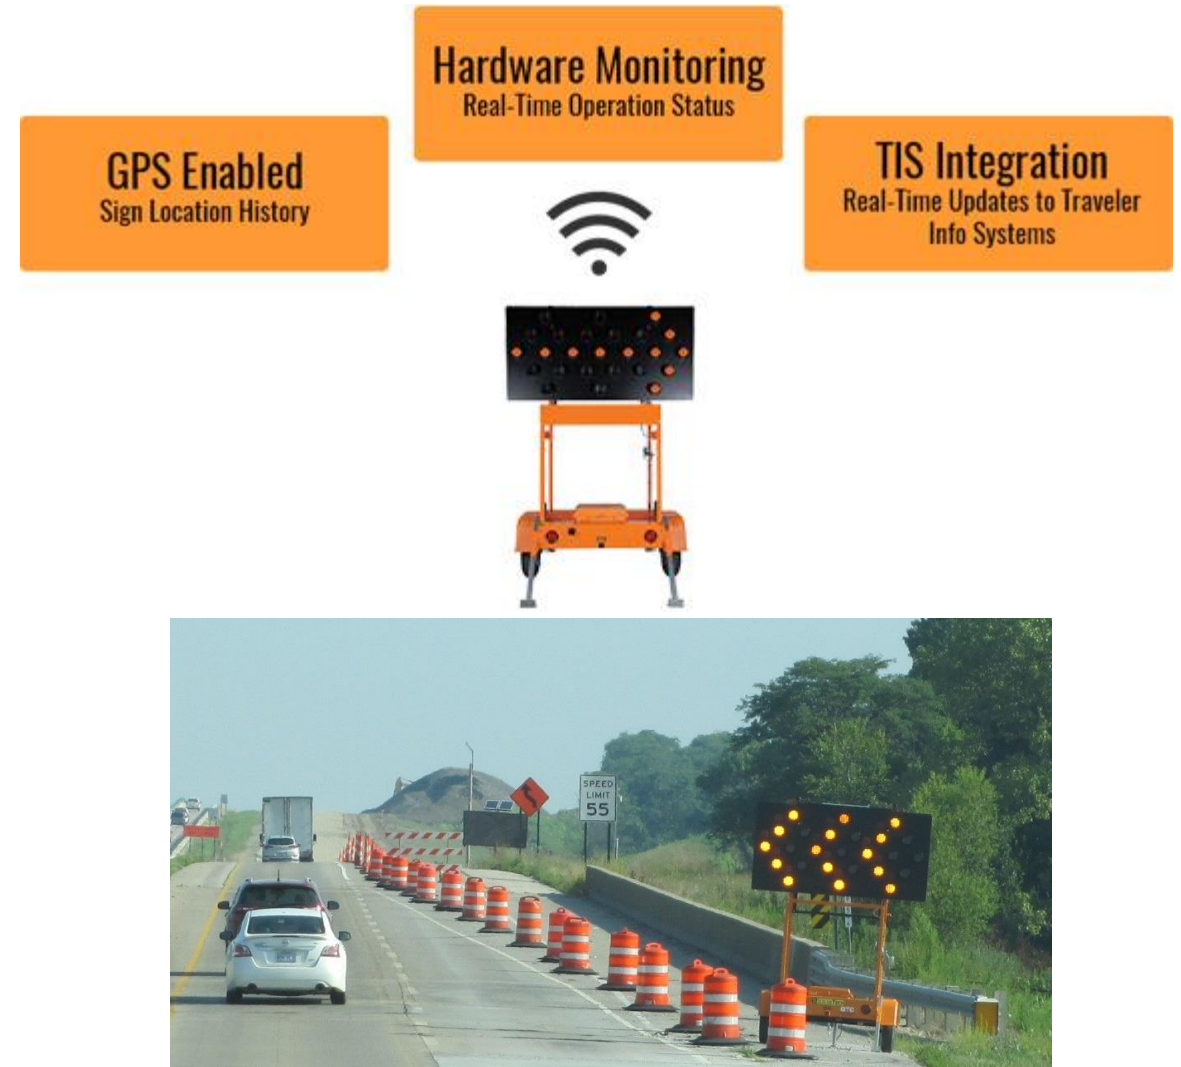 Hardware Monitoring
Real-Time Operation Status
GPS Enabled
Sign Location History
TIS Integration
Real-Time Updates to Traveler
Info Systems
SPEED
LIMIT
55